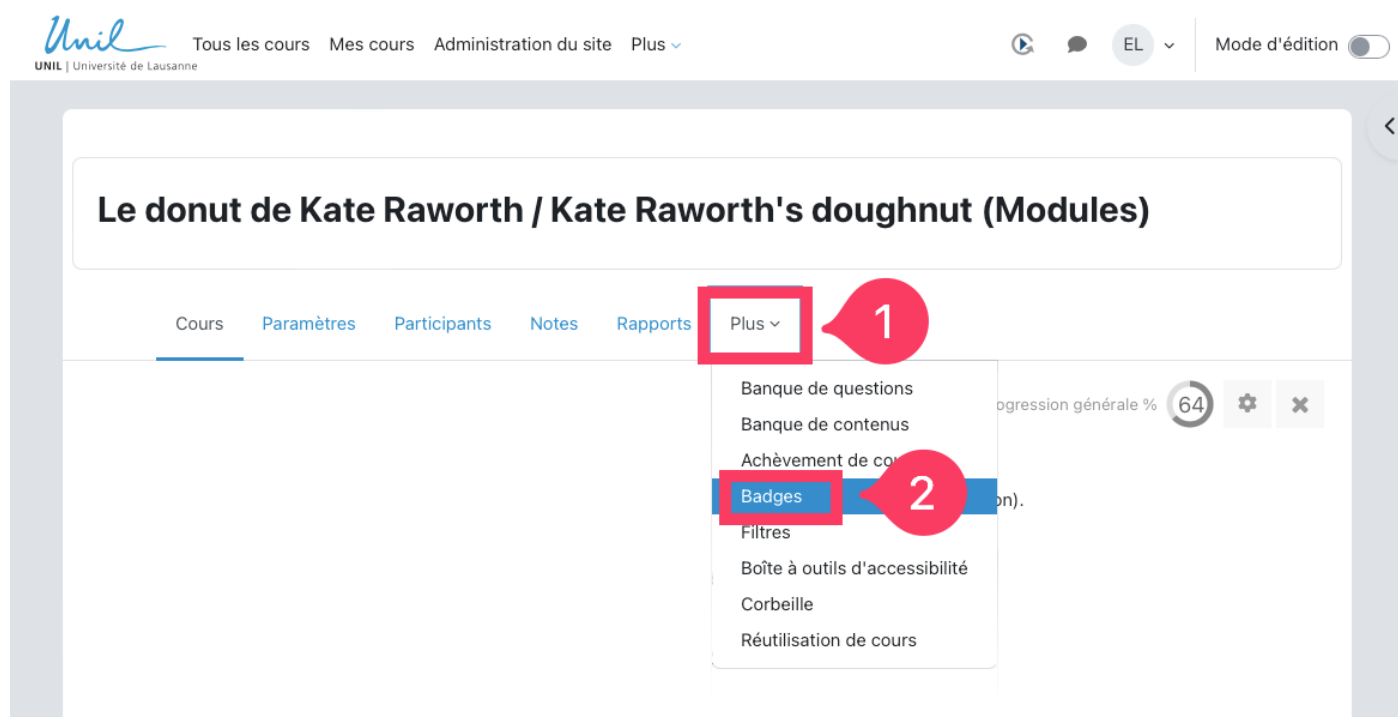 Unil
UNIL | Université de Lausanne
Tous les cours Mes cours Administration du site Plus
EL
Mode d'édition
Le donut de Kate Raworth / Kate Raworth's doughnut (Modules)
Cours Paramètres Participants Notes Rapports Plus
1
Banque de questions
ogression générale % 64
Banque de contenus
Achèvement de co
Badges
2
on).
Filtres
Boîte à outils d'accessibilité
Corbeille
Réutilisation de cours